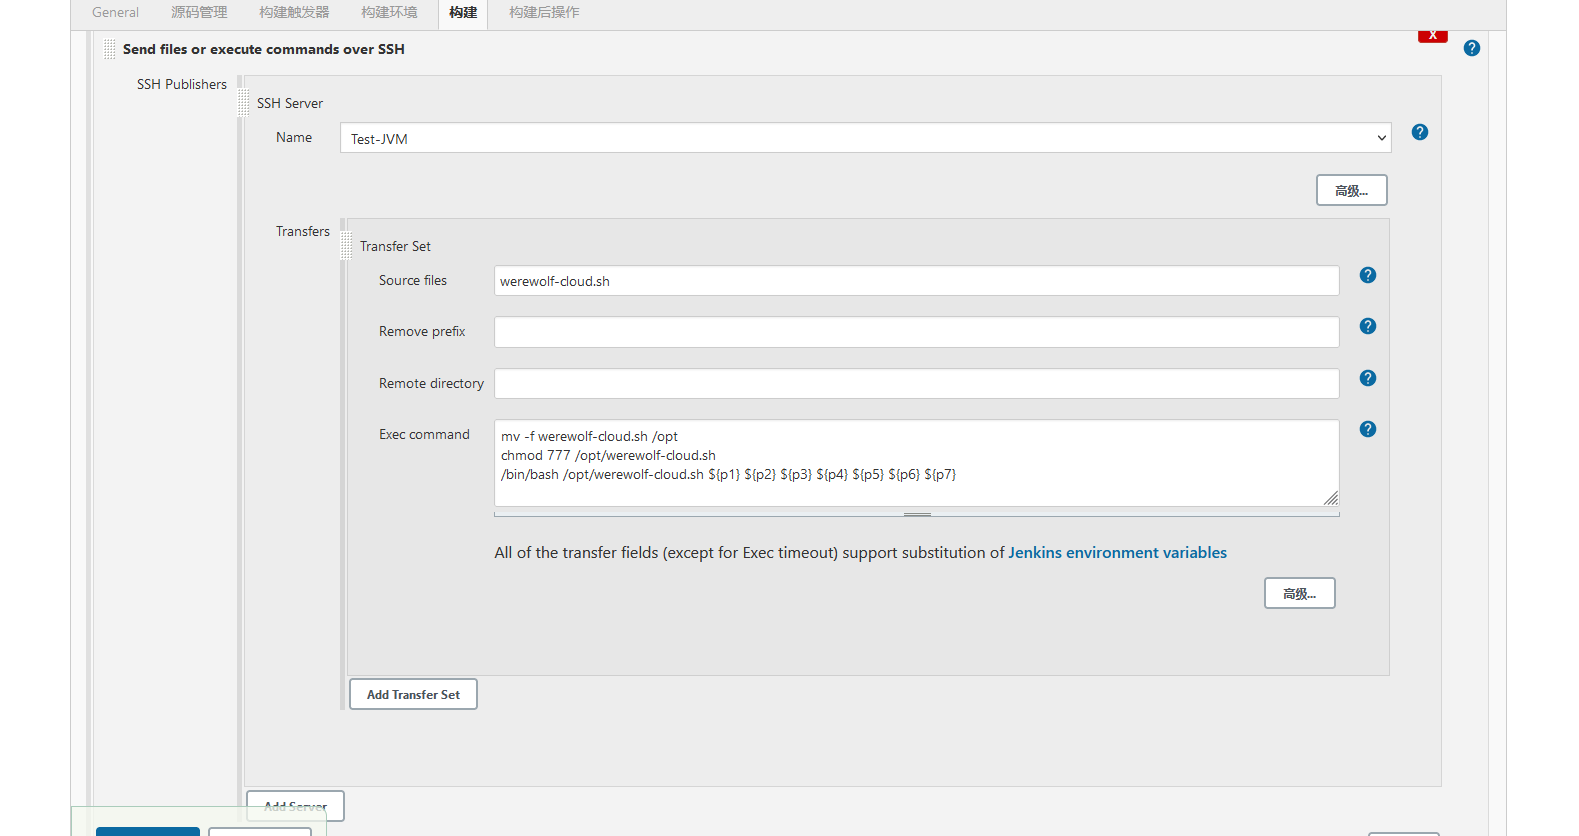 General 源码管理 构建触发器 构建环境 构建 构建后操作
X
Send files or execute commands over SSH
?
SSH Publishers
SSH Server
Name
Test-JVM
?
高级...
Transfers
Transfer Set
Source files
werewolf-cloud.sh
?
Remove prefix
?
Remote directory
?
Exec command
mv -f werewolf-cloud.sh /opt
chmod 777 /opt/werewolf-cloud.sh
/bin/bash /opt/werewolf-cloud.sh ${p1} ${p2} ${p3} ${p4} ${p5} ${p6} ${p7}
?
All of the transfer fields (except for Exec timeout) support substitution of Jenkins environment variables
高级...
Add Transfer Set
Add Server